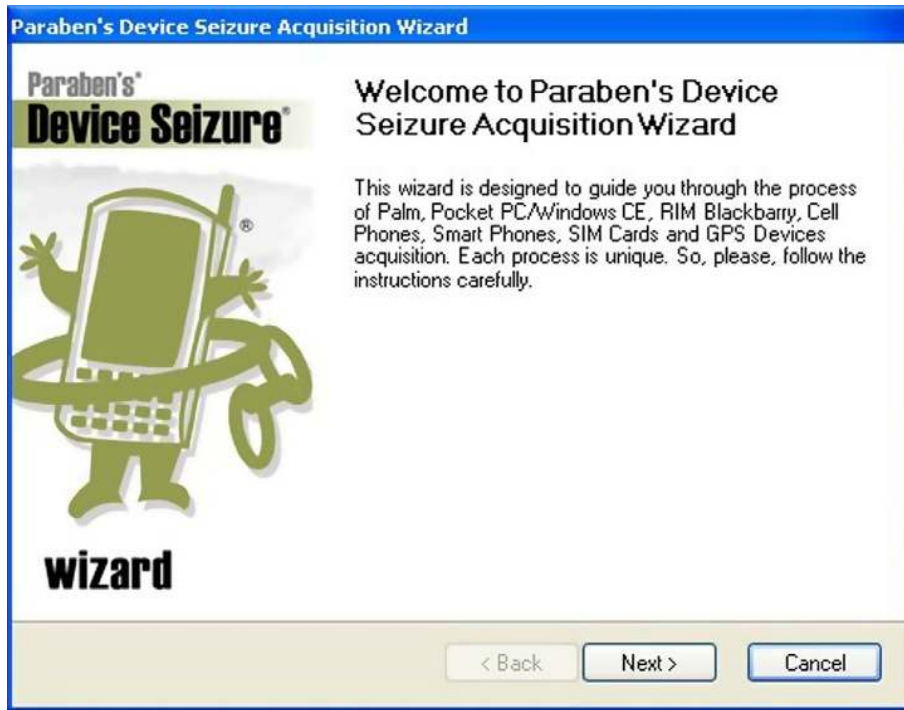 Paraben's Device Seizure Acquisition Wizard
Paraben's®
Device Seizure®
®
wizard
Welcome to Paraben's Device
Seizure Acquisition Wizard
This wizard is designed to guide you through the process
of Palm, Pocket PC/Windows CE, RIM Blackbarry, Cell
Phones, Smart Phones, SIM Cards and GPS Devices
acquisition. Each process is unique. So, please, follow the
instructions carefully.
< Back
Next >
Cancel